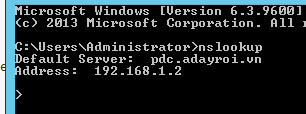 Microsoft Windows [Version 6.3.9600]
(c) 2013 Microsoft Corporation. All r
C:\Users\Administrator>nslookup
Default Server:  pdc.adayroi.vn
Address:  192.168.1.2
>